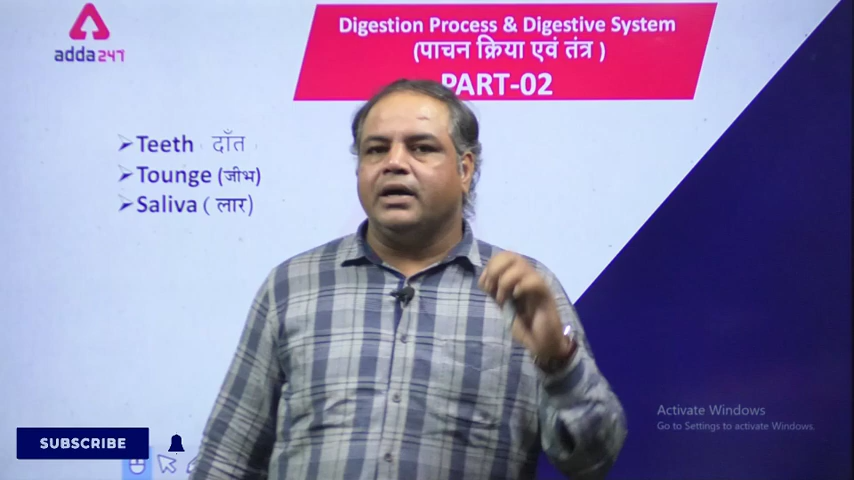 adda247
Digestion Process & Digestive System
(पाचन क्रिया एवं तंत्र )
PART-02
Teeth दाँत
Tounge (जीभ)
Saliva ( लार)
Activate Windows
Go to Settings to activate Windows.
SUBSCRIBE